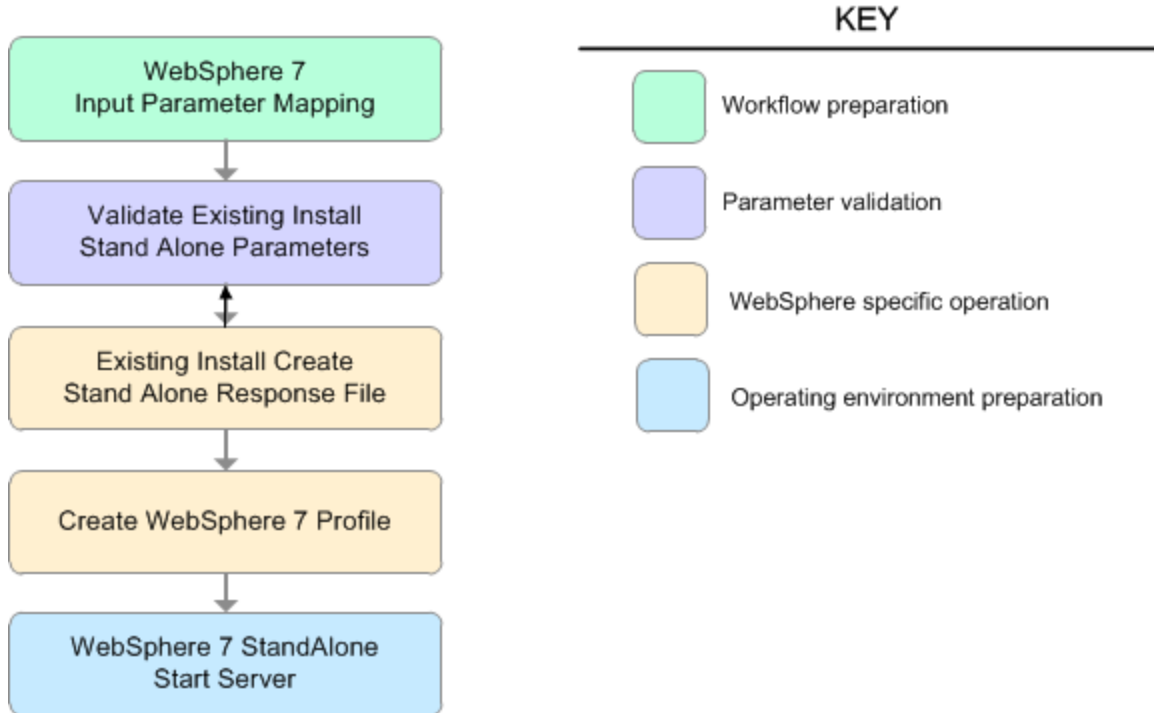 WebSphere 7
Input Parameter Mapping
Validate Existing Install
Stand Alone Parameters
Existing Install Create
Stand Alone Response File
Create WebSphere 7 Profile
WebSphere 7 StandAlone
Start Server
KEY
Workflow preparation
Parameter validation
WebSphere specific operation
Operating environment preparation